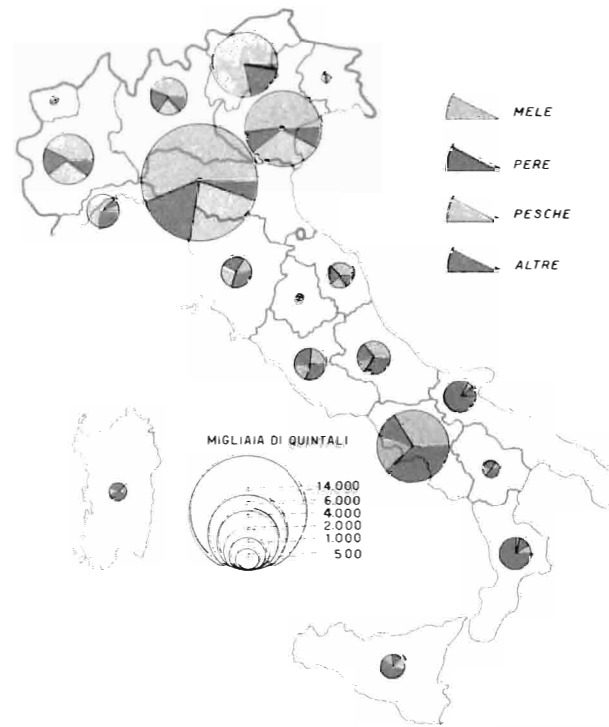 MELE
PERE
PESCHE
ALTRE
MIGLIAIA DI QUINTALI
14.000
6.000
4.000
2.000
1.000
500